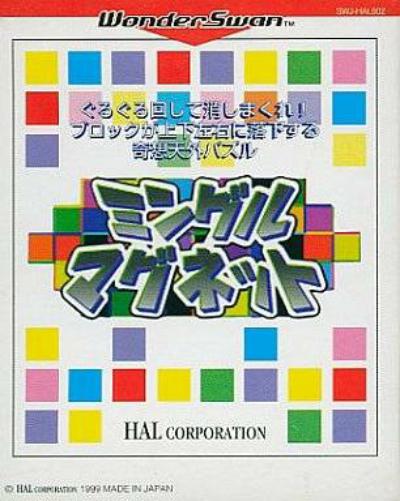 WonderSwan™
SWJ-HAL002
ぐるぐる回して消しまくれ!
ブロックが上下左右に落下する
奇想天外パズル
ミングル
マグネット
HAL CORPORATION
© HAL CORPORATION 1999 MADE IN JAPAN